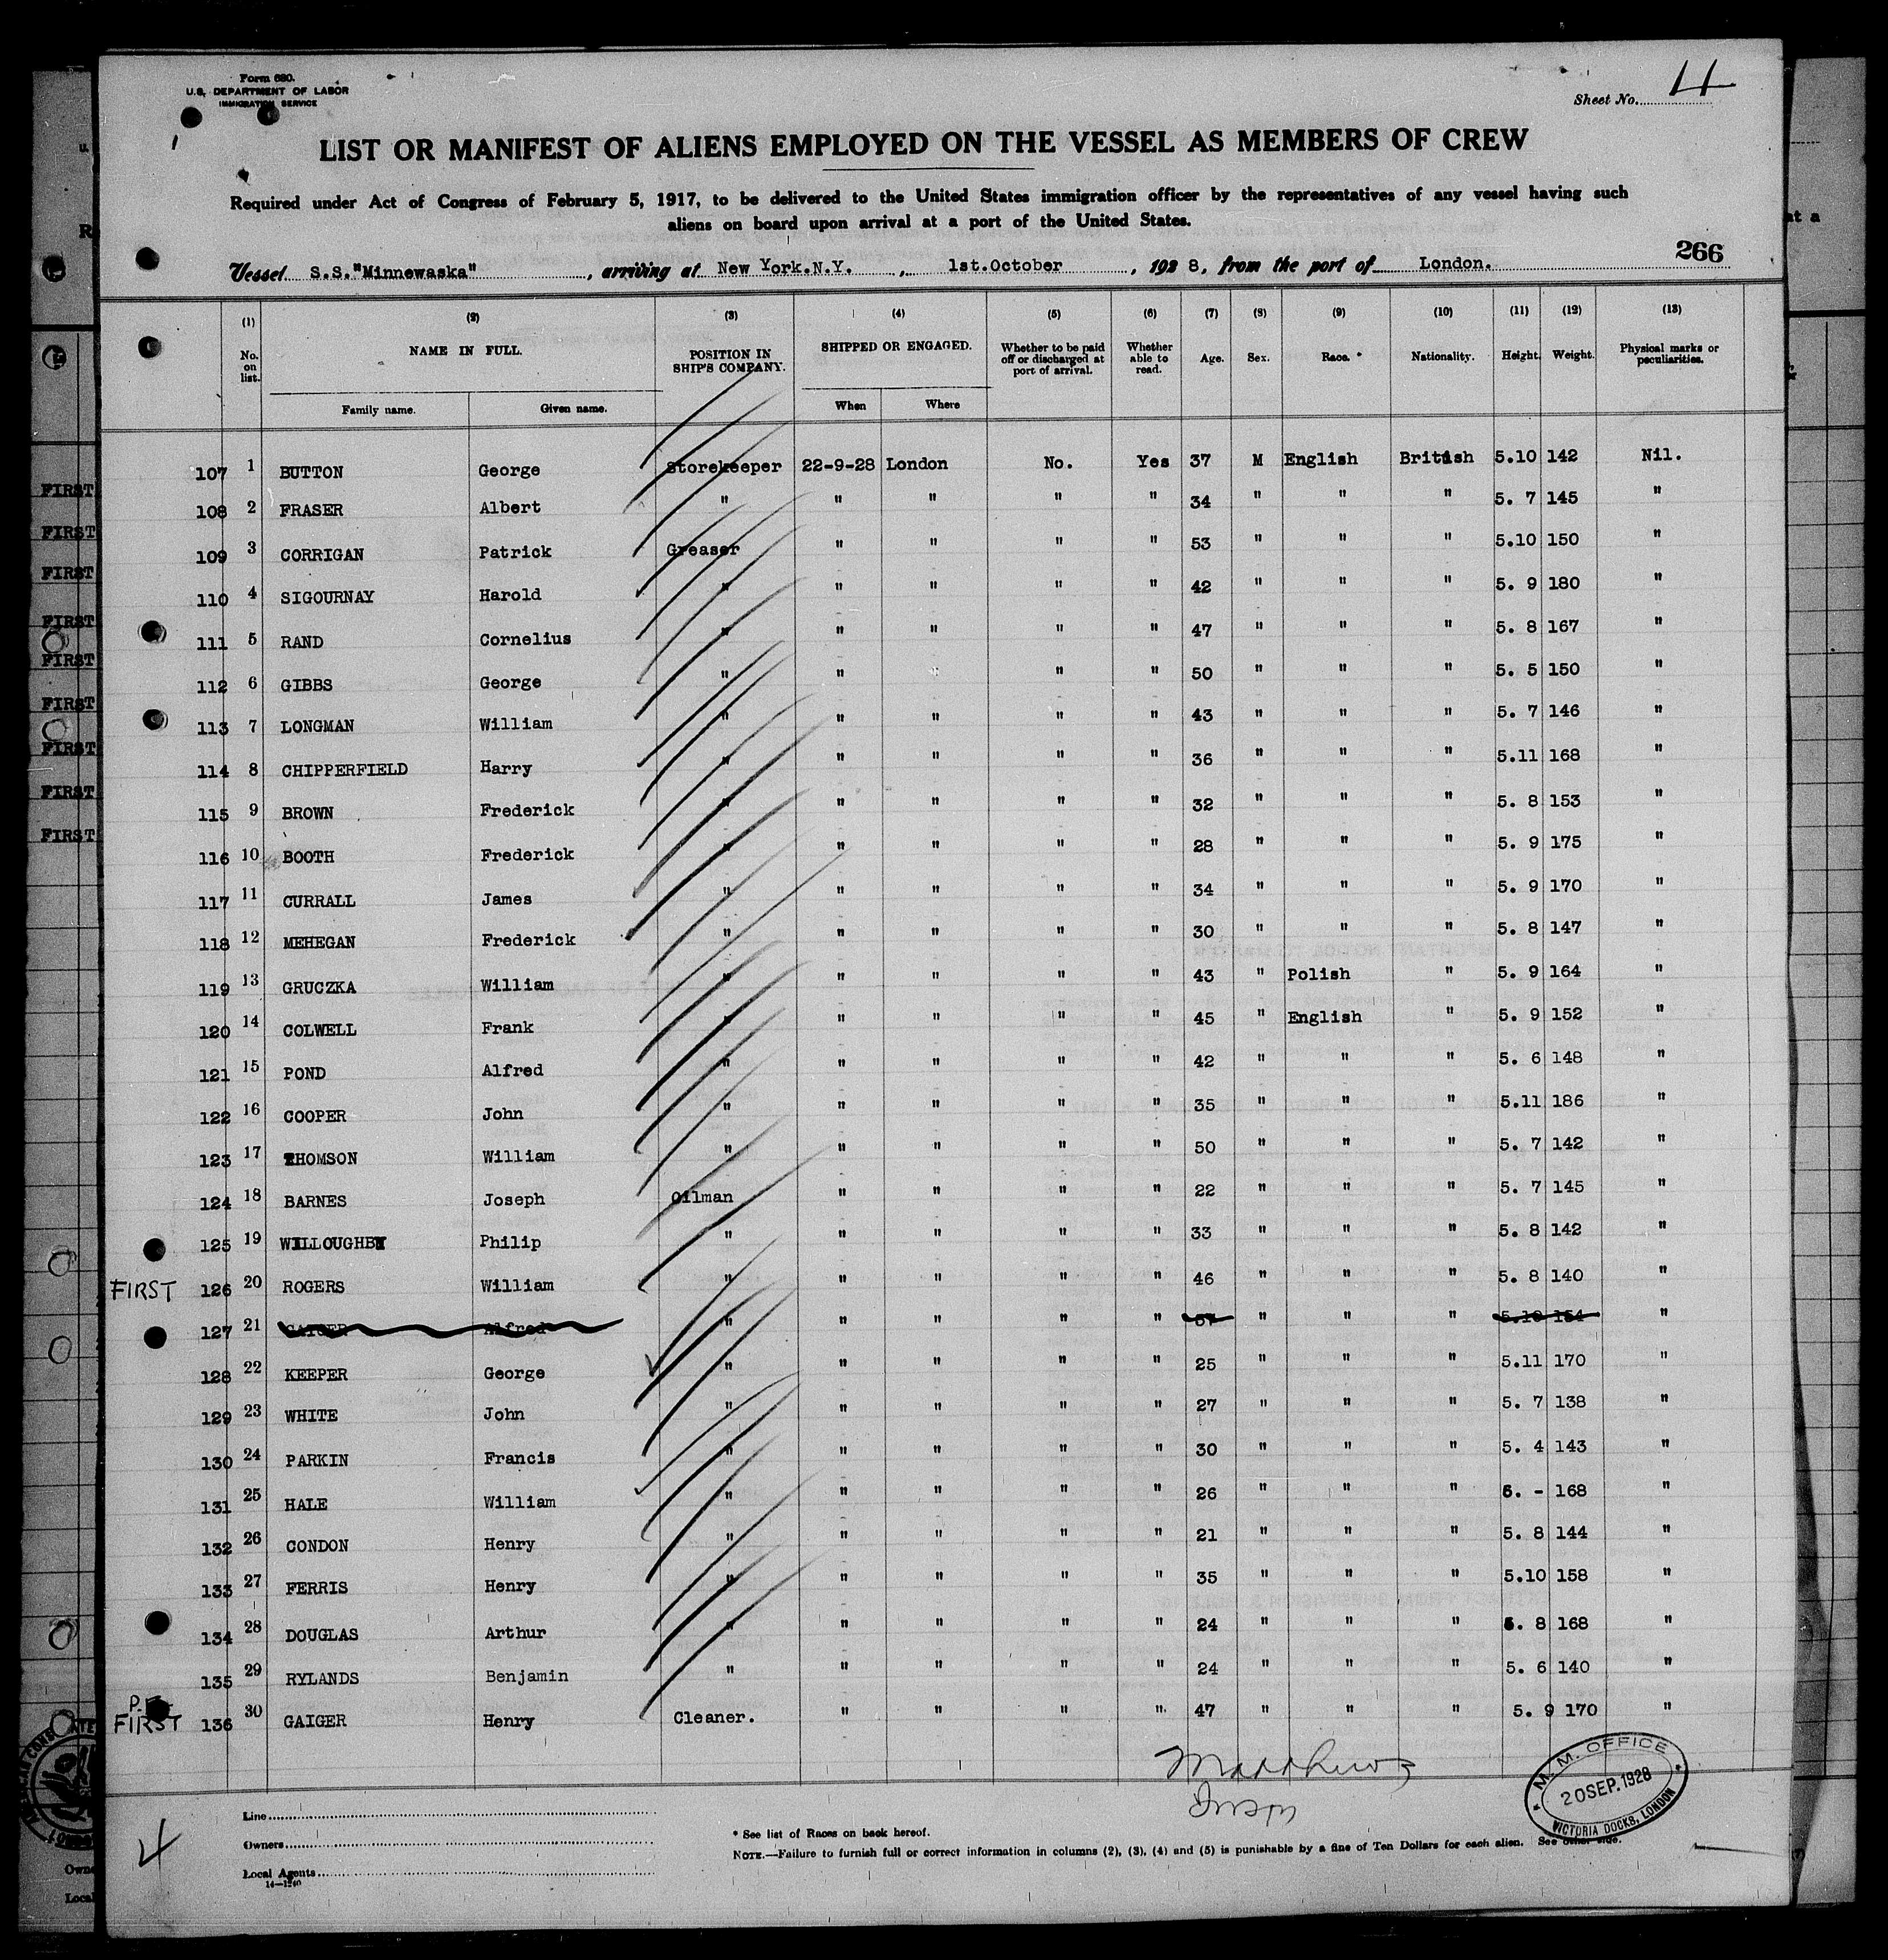 Form 680.
U.S. DEPARTMENT OF LABOR
IMMIGRATION SERVICE
Sheet No. 4
LIST OR MANIFEST OF ALIENS EMPLOYED ON THE VESSEL AS MEMBERS OF CREW
Required under Act of Congress of February 5, 1917, to be delivered to the United States immigration officer by the representatives of any vessel having such
aliens on board upon arrival at a port of the United States.
266
Vessel S.S."Minnewaska", arriving at New York.N.Y., 1st.October, 192 8, from the port of London.
(1) (2) (3) (4) (5) (6) (7) (8) (9) (10) (11) (12) (13)
No. on list. NAME IN FULL. POSITION IN SHIP'S COMPANY. SHIPPED OR ENGAGED. Whether to be paid off or discharged at port of arrival. Whether able to read. Age. Sex. Race. * Nationality. Height. Weight. Physical marks or peculiarities.
Family name. Given name. When Where
107 1 BUTTON George Storekeeper 22-9-28 London No. Yes 37 M English British 5.10 142 Nil.
108 2 FRASER Albert " " " " " 34 " " " 5. 7 145 "
109 3 CORRIGAN Patrick Greaser " " " " 53 " " " 5.10 150 "
110 4 SIGOURNAY Harold " " " " " 42 " " " 5. 9 180 "
111 5 RAND Cornelius " " " " " 47 " " " 5. 8 167 "
112 6 GIBBS George " " " " " 50 " " " 5. 5 150 "
113 7 LONGMAN William " " " " " 43 " " " 5. 7 146 "
114 8 CHIPPERFIELD Harry " " " " " 36 " " " 5.11 168 "
115 9 BROWN Frederick " " " " " 32 " " " 5. 8 153 "
116 10 BOOTH Frederick " " " " " 28 " " " 5. 9 175 "
117 11 CURRALL James " " " " " 34 " " " 5. 9 170 "
118 12 MEHEGAN Frederick " " " " " 30 " " " 5. 8 147 "
119 13 GRUCZKA William " " " " " 43 " Polish " 5. 9 164 "
120 14 COLWELL Frank " " " " " 45 " English " 5. 9 152 "
121 15 POND Alfred " " " " " 42 " " " 5. 6 148 "
122 16 COOPER John " " " " " 35 " " " 5.11 186 "
123 17 THOMSON William " " " " " 50 " " " 5. 7 142 "
124 18 BARNES Joseph Oilman " " " " 22 " " " 5. 7 145 "
125 19 WILLOUGHBY Philip " " " " " 33 " " " 5. 8 142 "
FIRST 126 20 ROGERS William " " " " " 46 " " " 5. 8 140 "
127 21 GAIGER Alfred " " " " " " " " 5.10 154 "
128 22 KEEPER George " " " " " 25 " " " 5.11 170 "
129 23 WHITE John " " " " " 27 " " " 5. 7 138 "
130 24 PARKIN Francis " " " " " 30 " " " 5. 4 143 "
131 25 HALE William " " " " " 26 " " " 6. - 168 "
132 26 CONDON Henry " " " " " 21 " " " 5. 8 144 "
133 27 FERRIS Henry " " " " " 35 " " " 5.10 158 "
134 28 DOUGLAS Arthur " " " " " 24 " " " 5. 8 168 "
135 29 RYLANDS Benjamin " " " " " 24 " " " 5. 6 140 "
FIRST 136 30 GAIGER Henry Cleaner. " " " " 47 " " " 5. 9 170 "
Matthews
Insp
M. M. OFFICE
20 SEP. 1928
VICTORIA DOCKS, LONDON
4
Line
Owners
Local Agents
14—1240
* See list of Races on back hereof.
NOTE.—Failure to furnish full or correct information in columns (2), (3), (4) and (5) is punishable by a fine of Ten Dollars for each alien. See other side.
FIRST
FIRST
FIRST
FIRST
FIRST
FIRST
FIRST
FIRST
FIRST